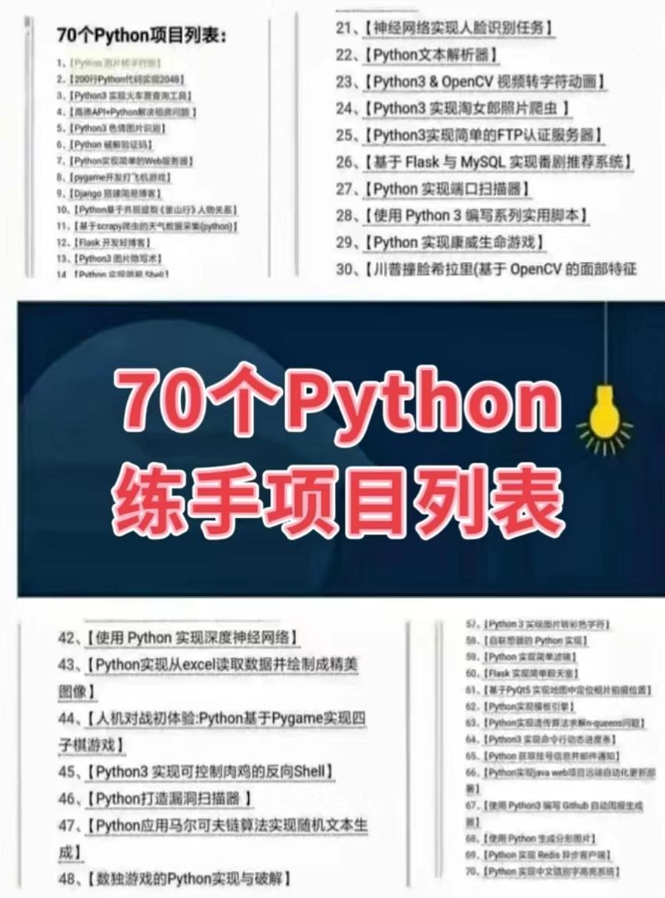 70个Python项目列表：
1、【Python 图片转字符画】
2、【200行Python代码实现2048】
3、【Python3 实现火车票查询工具】
4、【高德API+Python解决租房问题 】
5、【Python3 色情图片识别】
6、【Python 破解验证码】
7、【Python实现简单的Web服务器】
8、【pygame开发打飞机游戏】
9、【Django 搭建简易博客】
10、【Python基于共现提取《釜山行》人物关系】
11、【基于scrapy爬虫的天气数据采集(python)】
12、【Flask 开发轻博客】
13、【Python3 图片隐写术】
14、【Python 实现简易 Shell】
21、【神经网络实现人脸识别任务】
22、【Python文本解析器】
23、【Python3 & OpenCV 视频转字符动画】
24、【Python3 实现淘女郎照片爬虫 】
25、【Python3实现简单的FTP认证服务器】
26、【基于 Flask 与 MySQL 实现番剧推荐系统】
27、【Python 实现端口扫描器】
28、【使用 Python 3 编写系列实用脚本】
29、【Python 实现康威生命游戏】
30、【川普撞脸希拉里(基于 OpenCV 的面部特征
70个Python
练手项目列表
42、【使用 Python 实现深度神经网络】
43、【Python实现从excel读取数据并绘制成精美
图像】
44、【人机对战初体验:Python基于Pygame实现四
子棋游戏】
45、【Python3 实现可控制肉鸡的反向Shell】
46、【Python打造漏洞扫描器 】
47、【Python应用马尔可夫链算法实现随机文本生
成】
48、【数独游戏的Python实现与破解】
57、【Python 3 实现图片转彩色字符】
58、【自联想器的 Python 实现】
59、【Python 实现简单滤镜】
60、【Flask 实现简单聊天室】
61、【基于PyQt5 实现地图中定位相片拍摄位置】
62、【Python实现模板引擎】
63、【Python实现遗传算法求解n-queens问题】
64、【Python3 实现命令行动态进度条】
65、【Python 获取挂号信息并邮件通知】
66、【Python实现java web项目远端自动化更新部
署】
67、【使用 Python3 编写 Github 自动周报生成
器】
68、【使用 Python 生成分形图片】
69、【Python 实现 Redis 异步客户端】
70、【Python 实现中文错别字高亮系统】